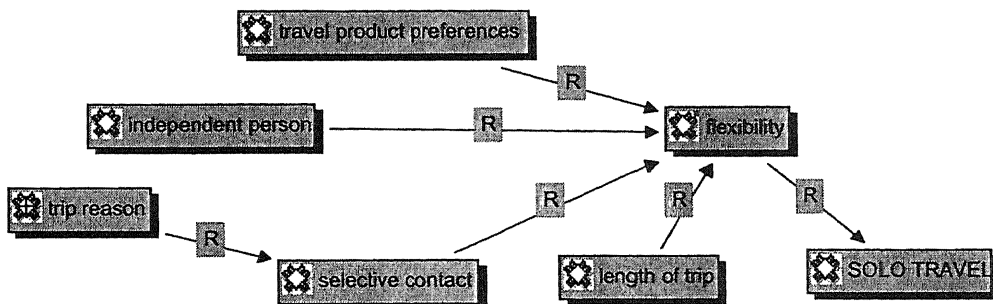 travel product preferences
R
independent person
R
flexibility
trip reason
R
R
R
R
selective contact
length of trip
SOLO TRAVEL